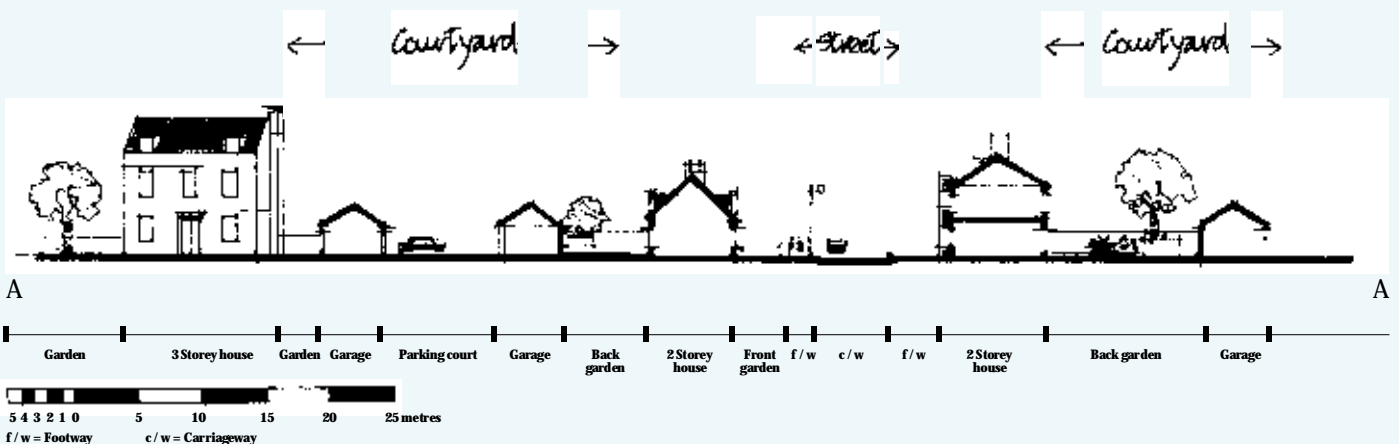 Courtyard Street Courtyard
A A
Garden 3 Storey house Garden Garage Parking court Garage Back garden 2 Storey house Front garden f / w c / w f / w 2 Storey house Back garden Garage
5 4 3 2 1 0 5 10 15 20 25 metres
f / w = Footway c / w = Carriageway